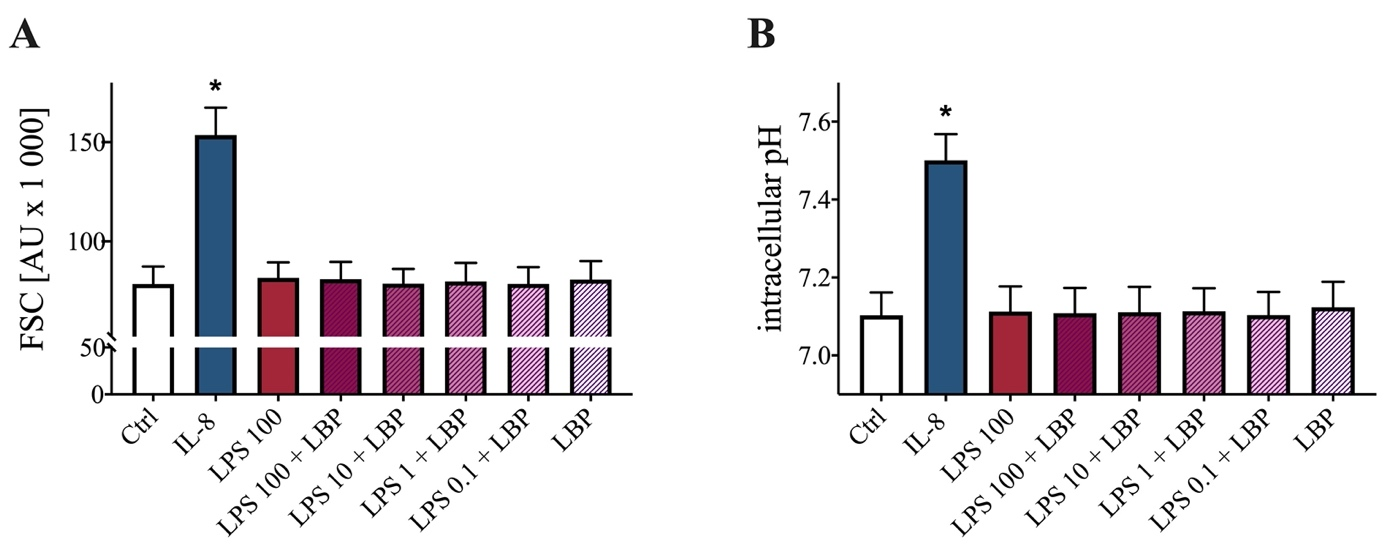 A
FSC [AU x 1 000]
150
100
50
0
*
Ctrl
IL-8
LPS 100
LPS 100 + LBP
LPS 10 + LBP
LPS 1 + LBP
LPS 0.1 + LBP
LBP
B
intracellular pH
7.6
7.4
7.2
7.0
*
Ctrl
IL-8
LPS 100
LPS 100 + LBP
LPS 10 + LBP
LPS 1 + LBP
LPS 0.1 + LBP
LBP